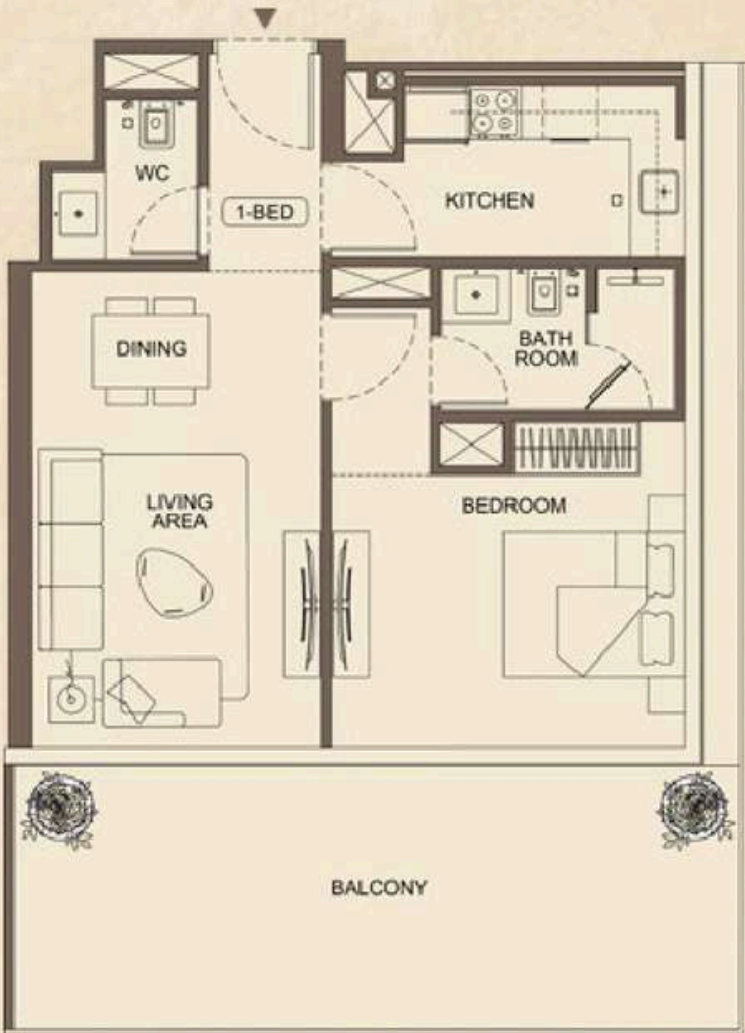 WC
1-BED
KITCHEN
DINING
BATH
ROOM
LIVING
AREA
BEDROOM
BALCONY